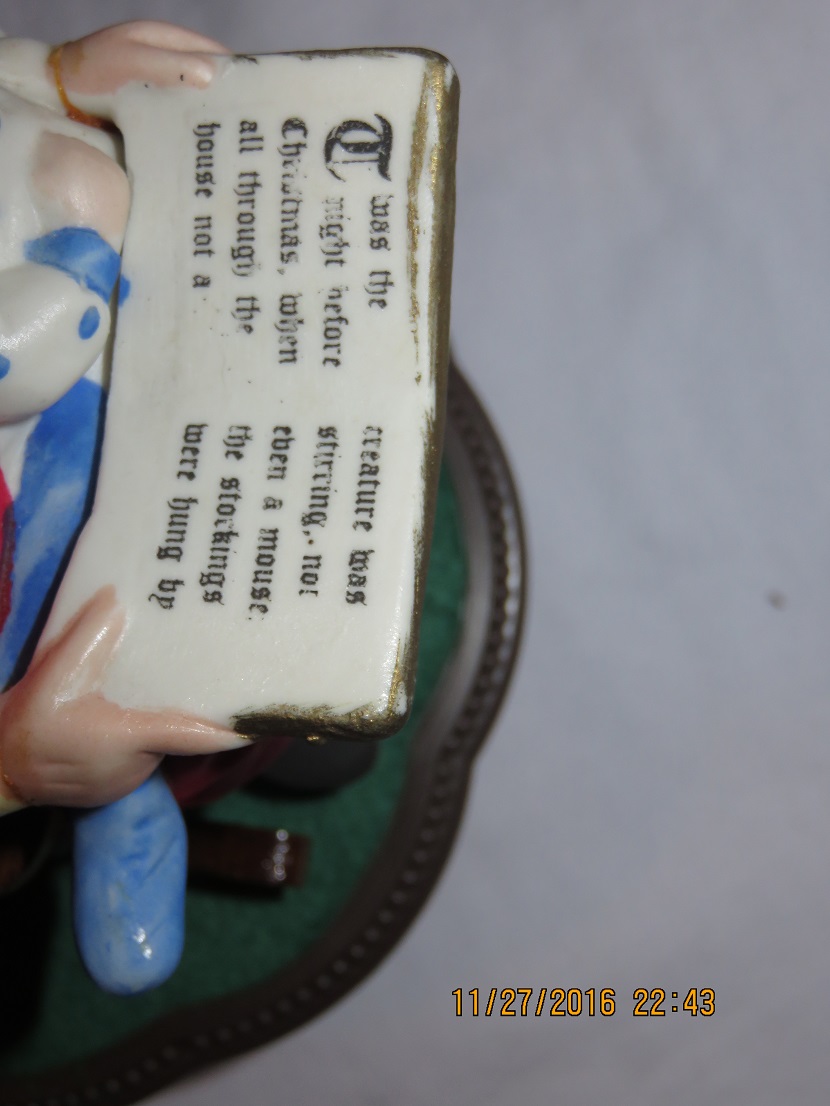 Twas the
night before
Christmas, when
all through the
house not a
creature was
stirring, not
even a mouse.
the stockings
were hung by
11/27/2016 22:43